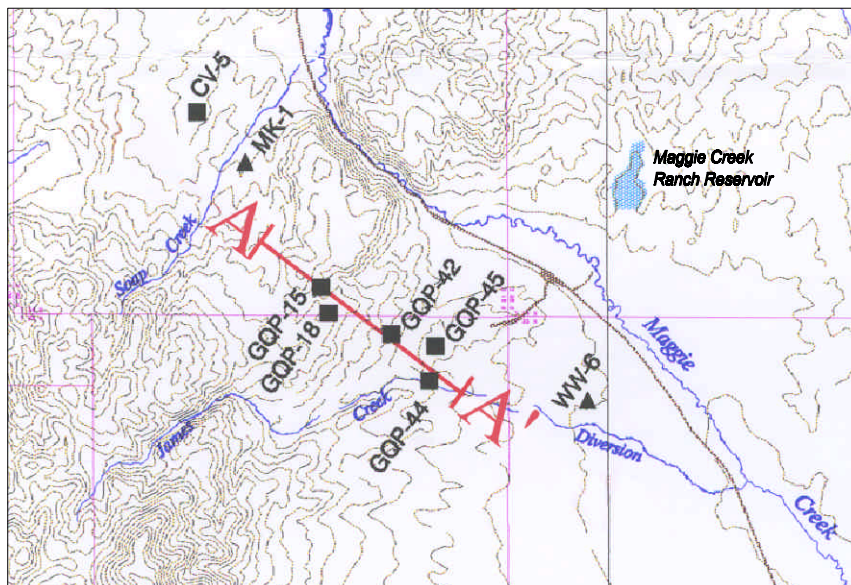 CV-5
MK-1
Maggie Creek
Ranch Reservoir
A
Soap Creek
GQP-15
GQP-18
GQP-42
GQP-45
Maggie
WW-6
James
Creek
GQP-44
A'
Diversion
Creek